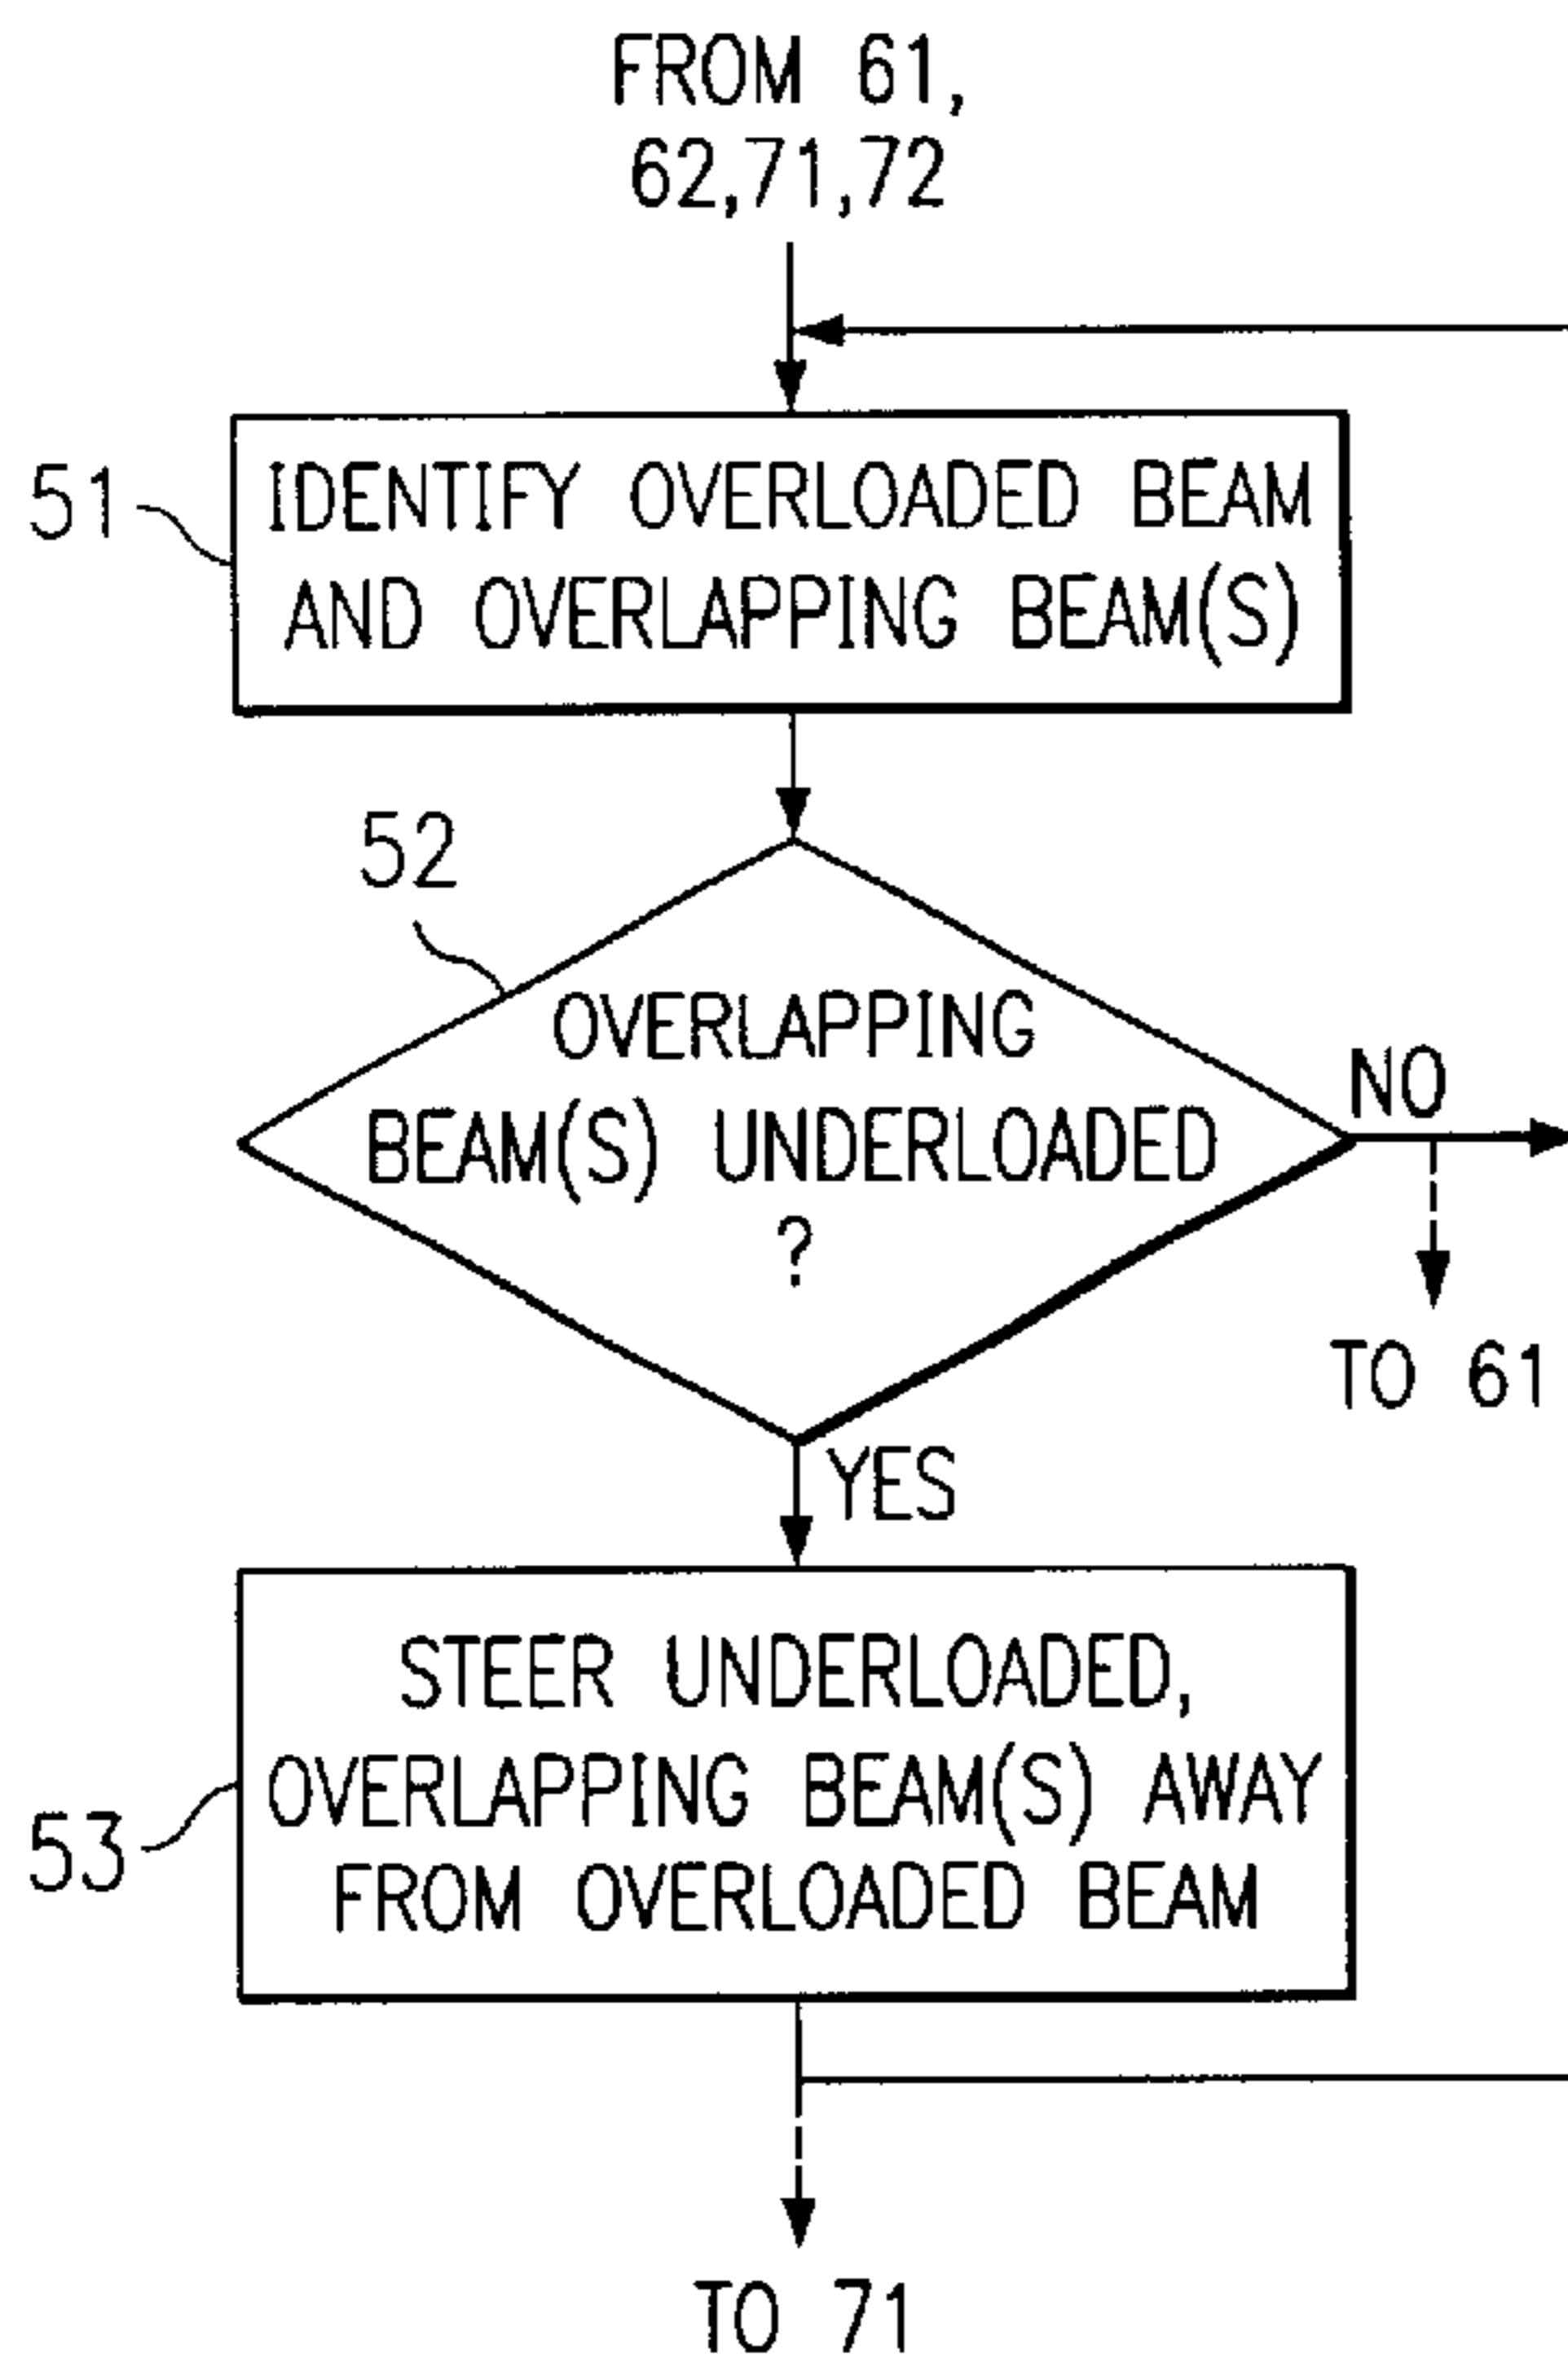 FROM 61,
62,71,72
51
IDENTIFY OVERLOADED BEAM
AND OVERLAPPING BEAM(S)
52
OVERLAPPING
BEAM(S) UNDERLOADED
?
NO
TO 61
YES
53
STEER UNDERLOADED,
OVERLAPPING BEAM(S) AWAY
FROM OVERLOADED BEAM
TO 71